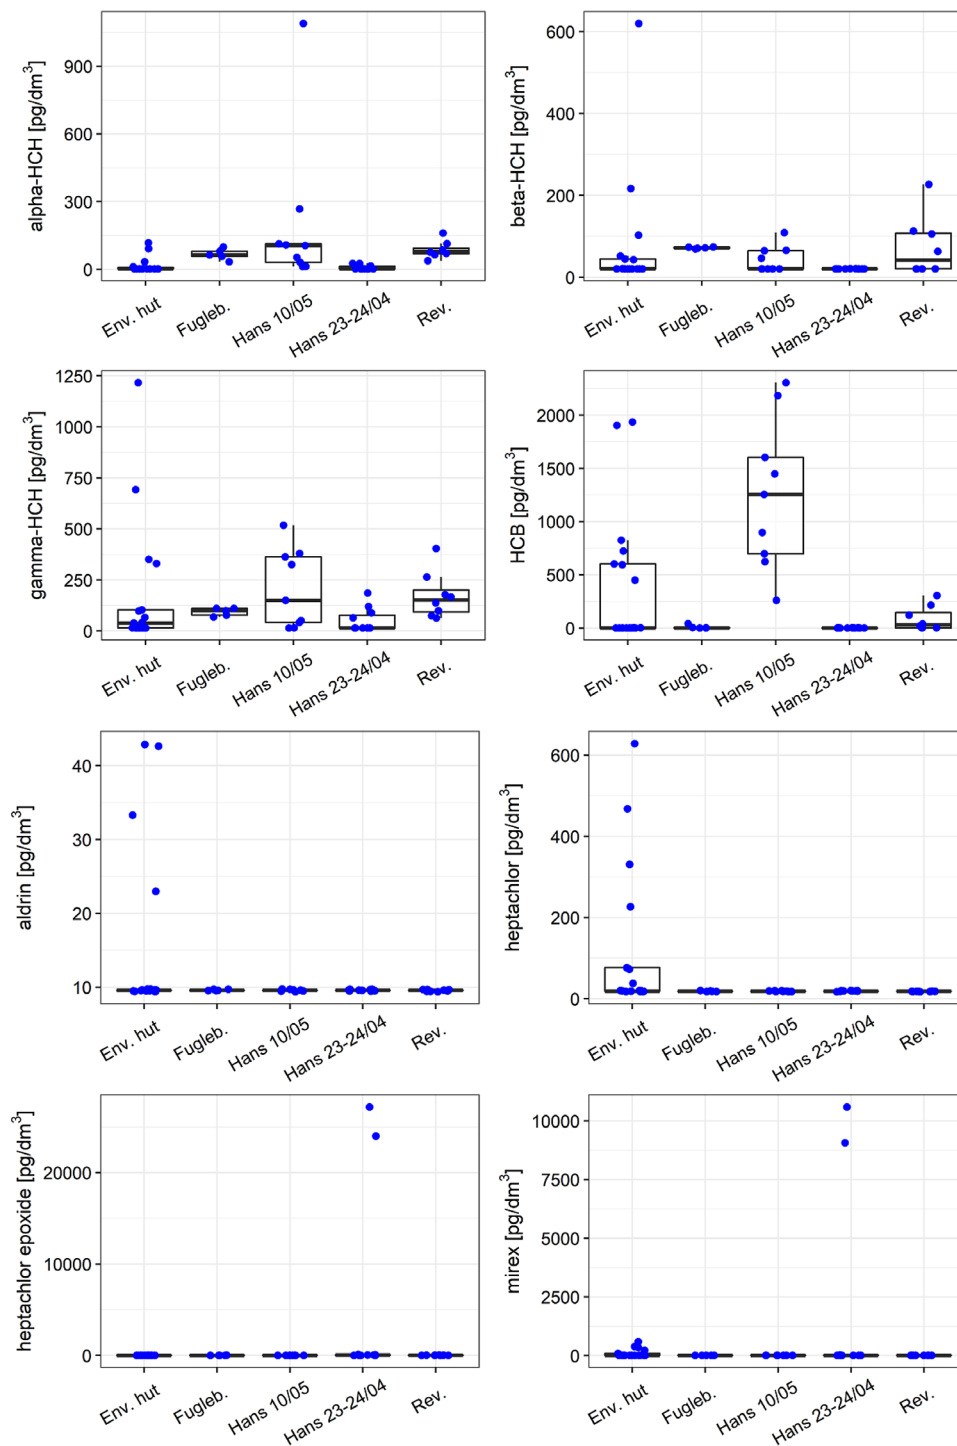 alpha-HCH [pg/dm³]
900
600
300
0
Env. hut
Fugleb.
Hans 10/05
Hans 23-24/04
Rev.
beta-HCH [pg/dm³]
600
400
200
0
Env. hut
Fugleb.
Hans 10/05
Hans 23-24/04
Rev.
gamma-HCH [pg/dm³]
1250
1000
750
500
250
0
Env. hut
Fugleb.
Hans 10/05
Hans 23-24/04
Rev.
HCB [pg/dm³]
2000
1500
1000
500
0
Env. hut
Fugleb.
Hans 10/05
Hans 23-24/04
Rev.
aldrin [pg/dm³]
40
30
20
10
Env. hut
Fugleb.
Hans 10/05
Hans 23-24/04
Rev.
heptachlor [pg/dm³]
600
400
200
0
Env. hut
Fugleb.
Hans 10/05
Hans 23-24/04
Rev.
heptachlor epoxide [pg/dm³]
20000
10000
0
Env. hut
Fugleb.
Hans 10/05
Hans 23-24/04
Rev.
mirex [pg/dm³]
10000
7500
5000
2500
0
Env. hut
Fugleb.
Hans 10/05
Hans 23-24/04
Rev.